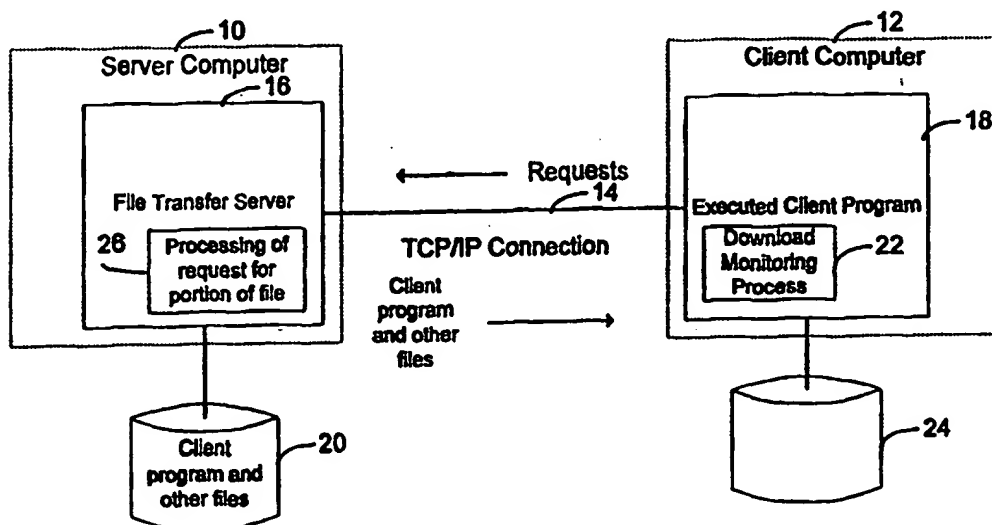 10
Server Computer
16
File Transfer Server
26
Processing of
request for
portion of file
Requests
14
TCP/IP Connection
Client
program
and other
files
12
Client Computer
18
Executed Client Program
Download
Monitoring
Process
22
Client
program and
other files
20
24